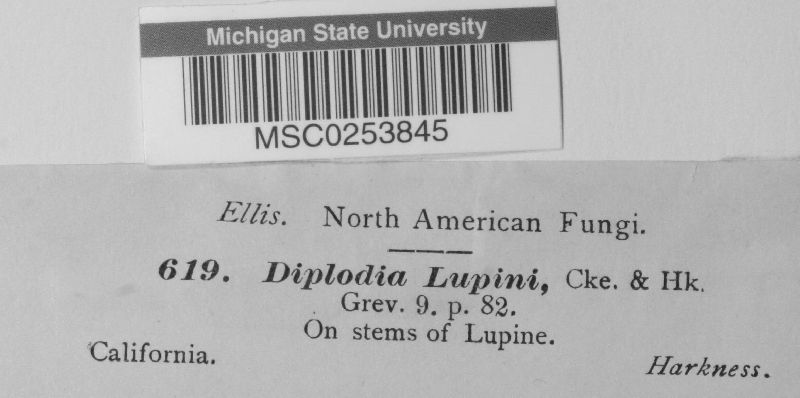 Michigan State University
MSC0253845
Ellis. North American Fungi.
619. Diplodia Lupini, Cke. & Hk.
Grev. 9. p. 82.
On stems of Lupine.
California.
Harkness.